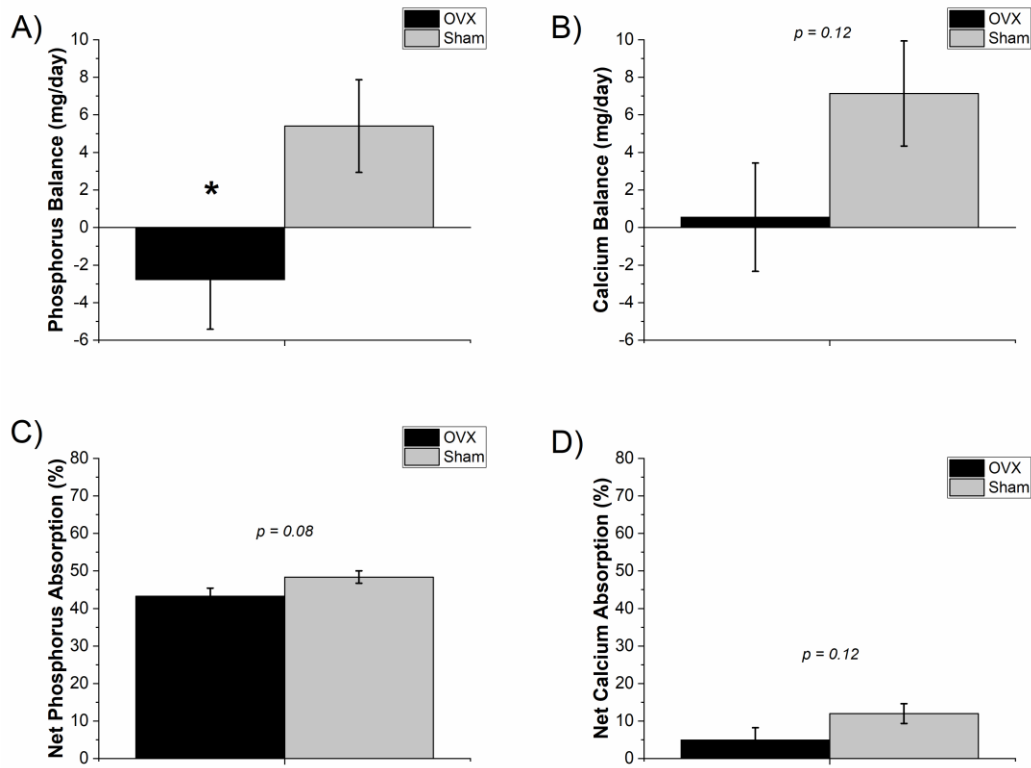 A)
OVX
Sham
Phosphorus Balance (mg/day)
10
8
6
4
2
0
-2
-4
-6
*
B)
OVX
Sham
p = 0.12
Calcium Balance (mg/day)
10
8
6
4
2
0
-2
-4
-6
C)
OVX
Sham
Net Phosphorus Absorption (%)
80
70
60
50
40
30
20
10
0
p = 0.08
D)
OVX
Sham
Net Calcium Absorption (%)
80
70
60
50
40
30
20
10
0
p = 0.12